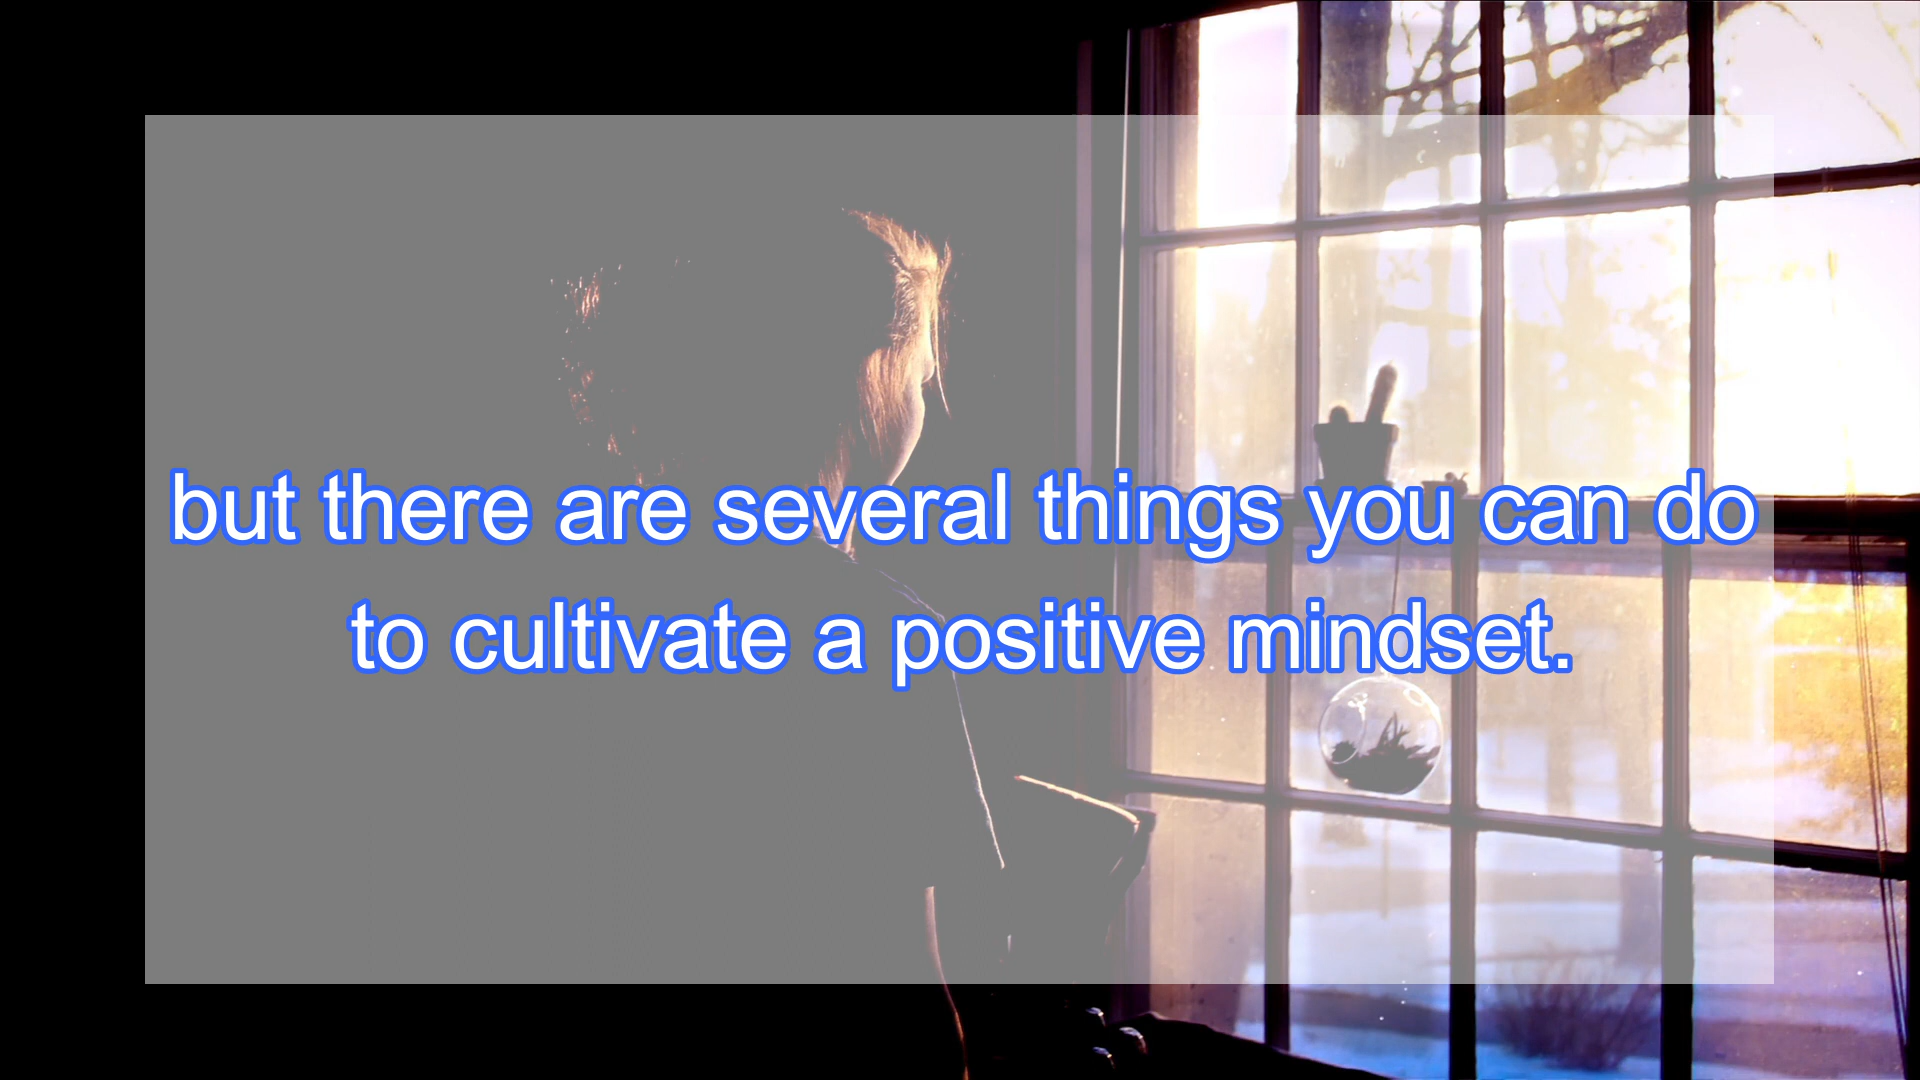 but there are several things you can do
to cultivate a positive mindset.